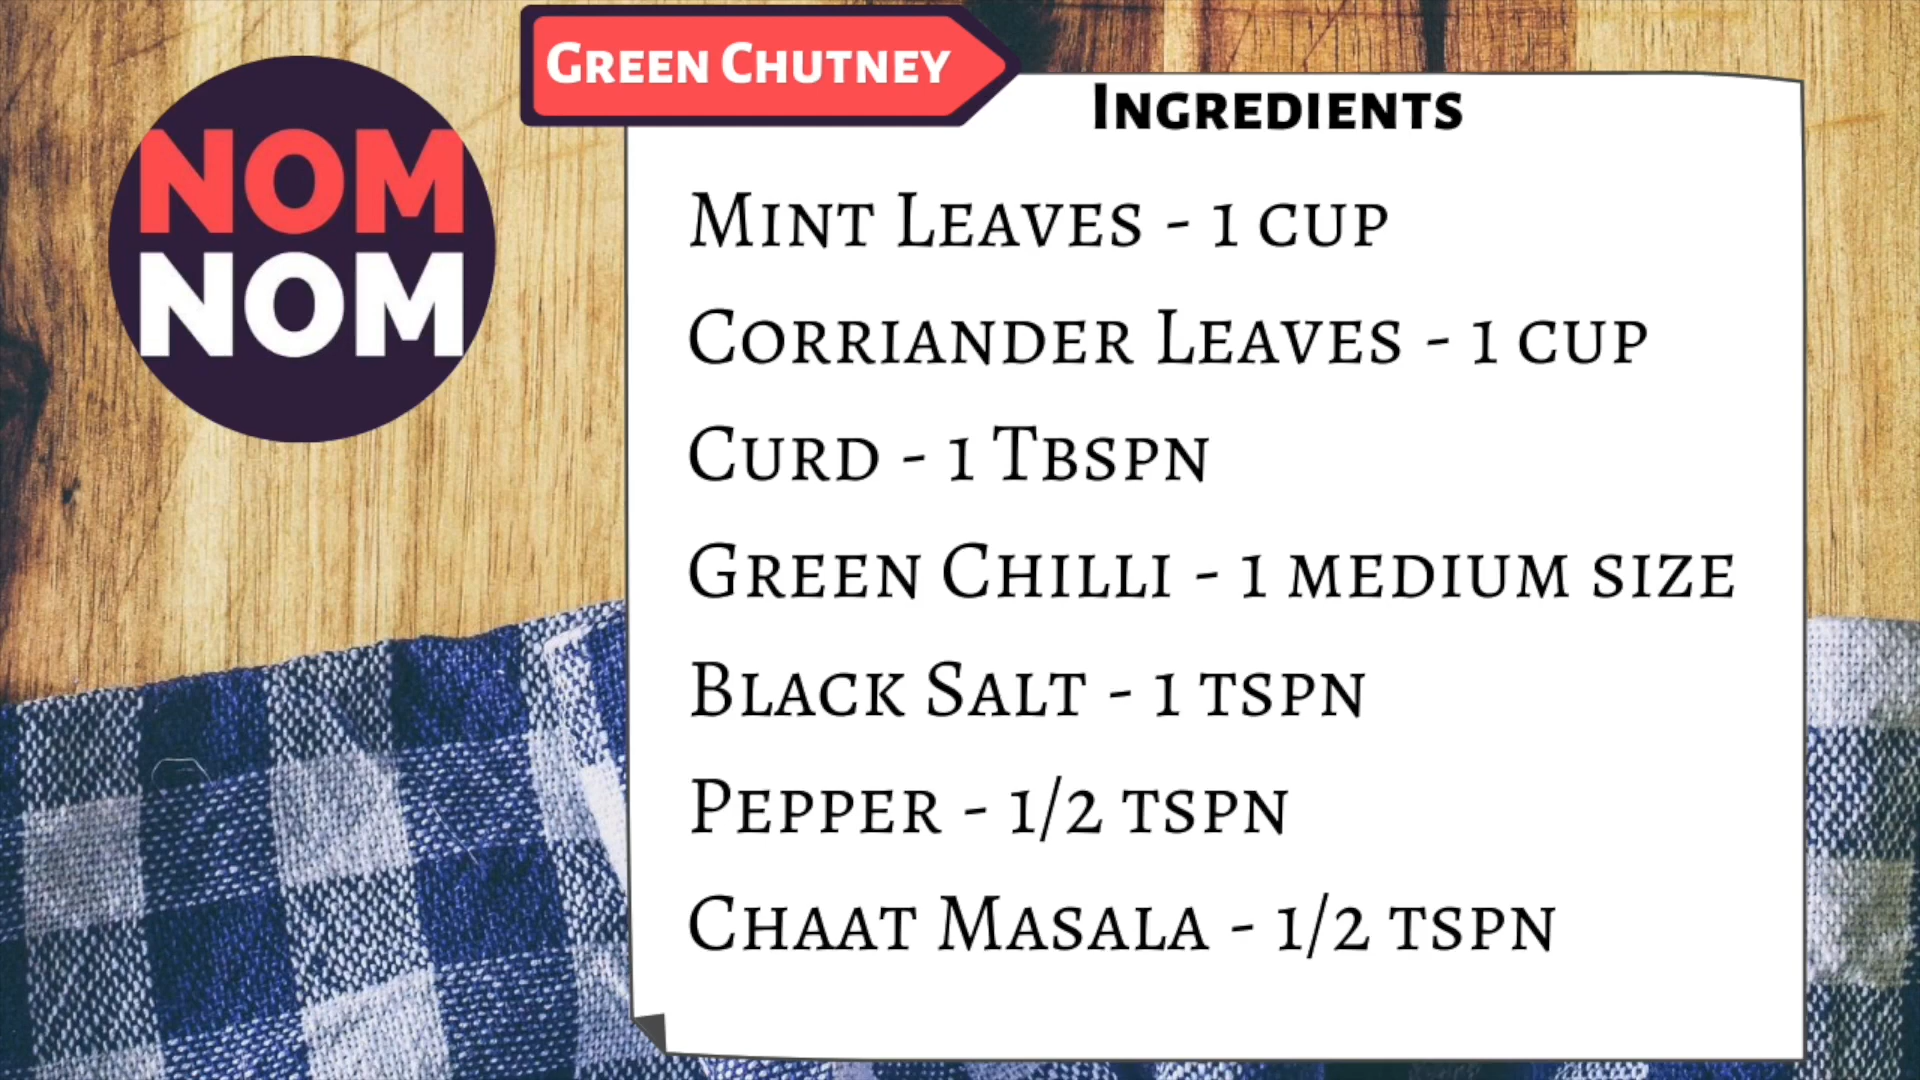 Green Chutney
Ingredients
NOM
NOM
Mint Leaves - 1 cup
Corriander Leaves - 1 cup
Curd - 1 Tbspn
Green Chilli - 1 medium size
Black Salt - 1 tspn
Pepper - 1/2 tspn
Chaat Masala - 1/2 tspn